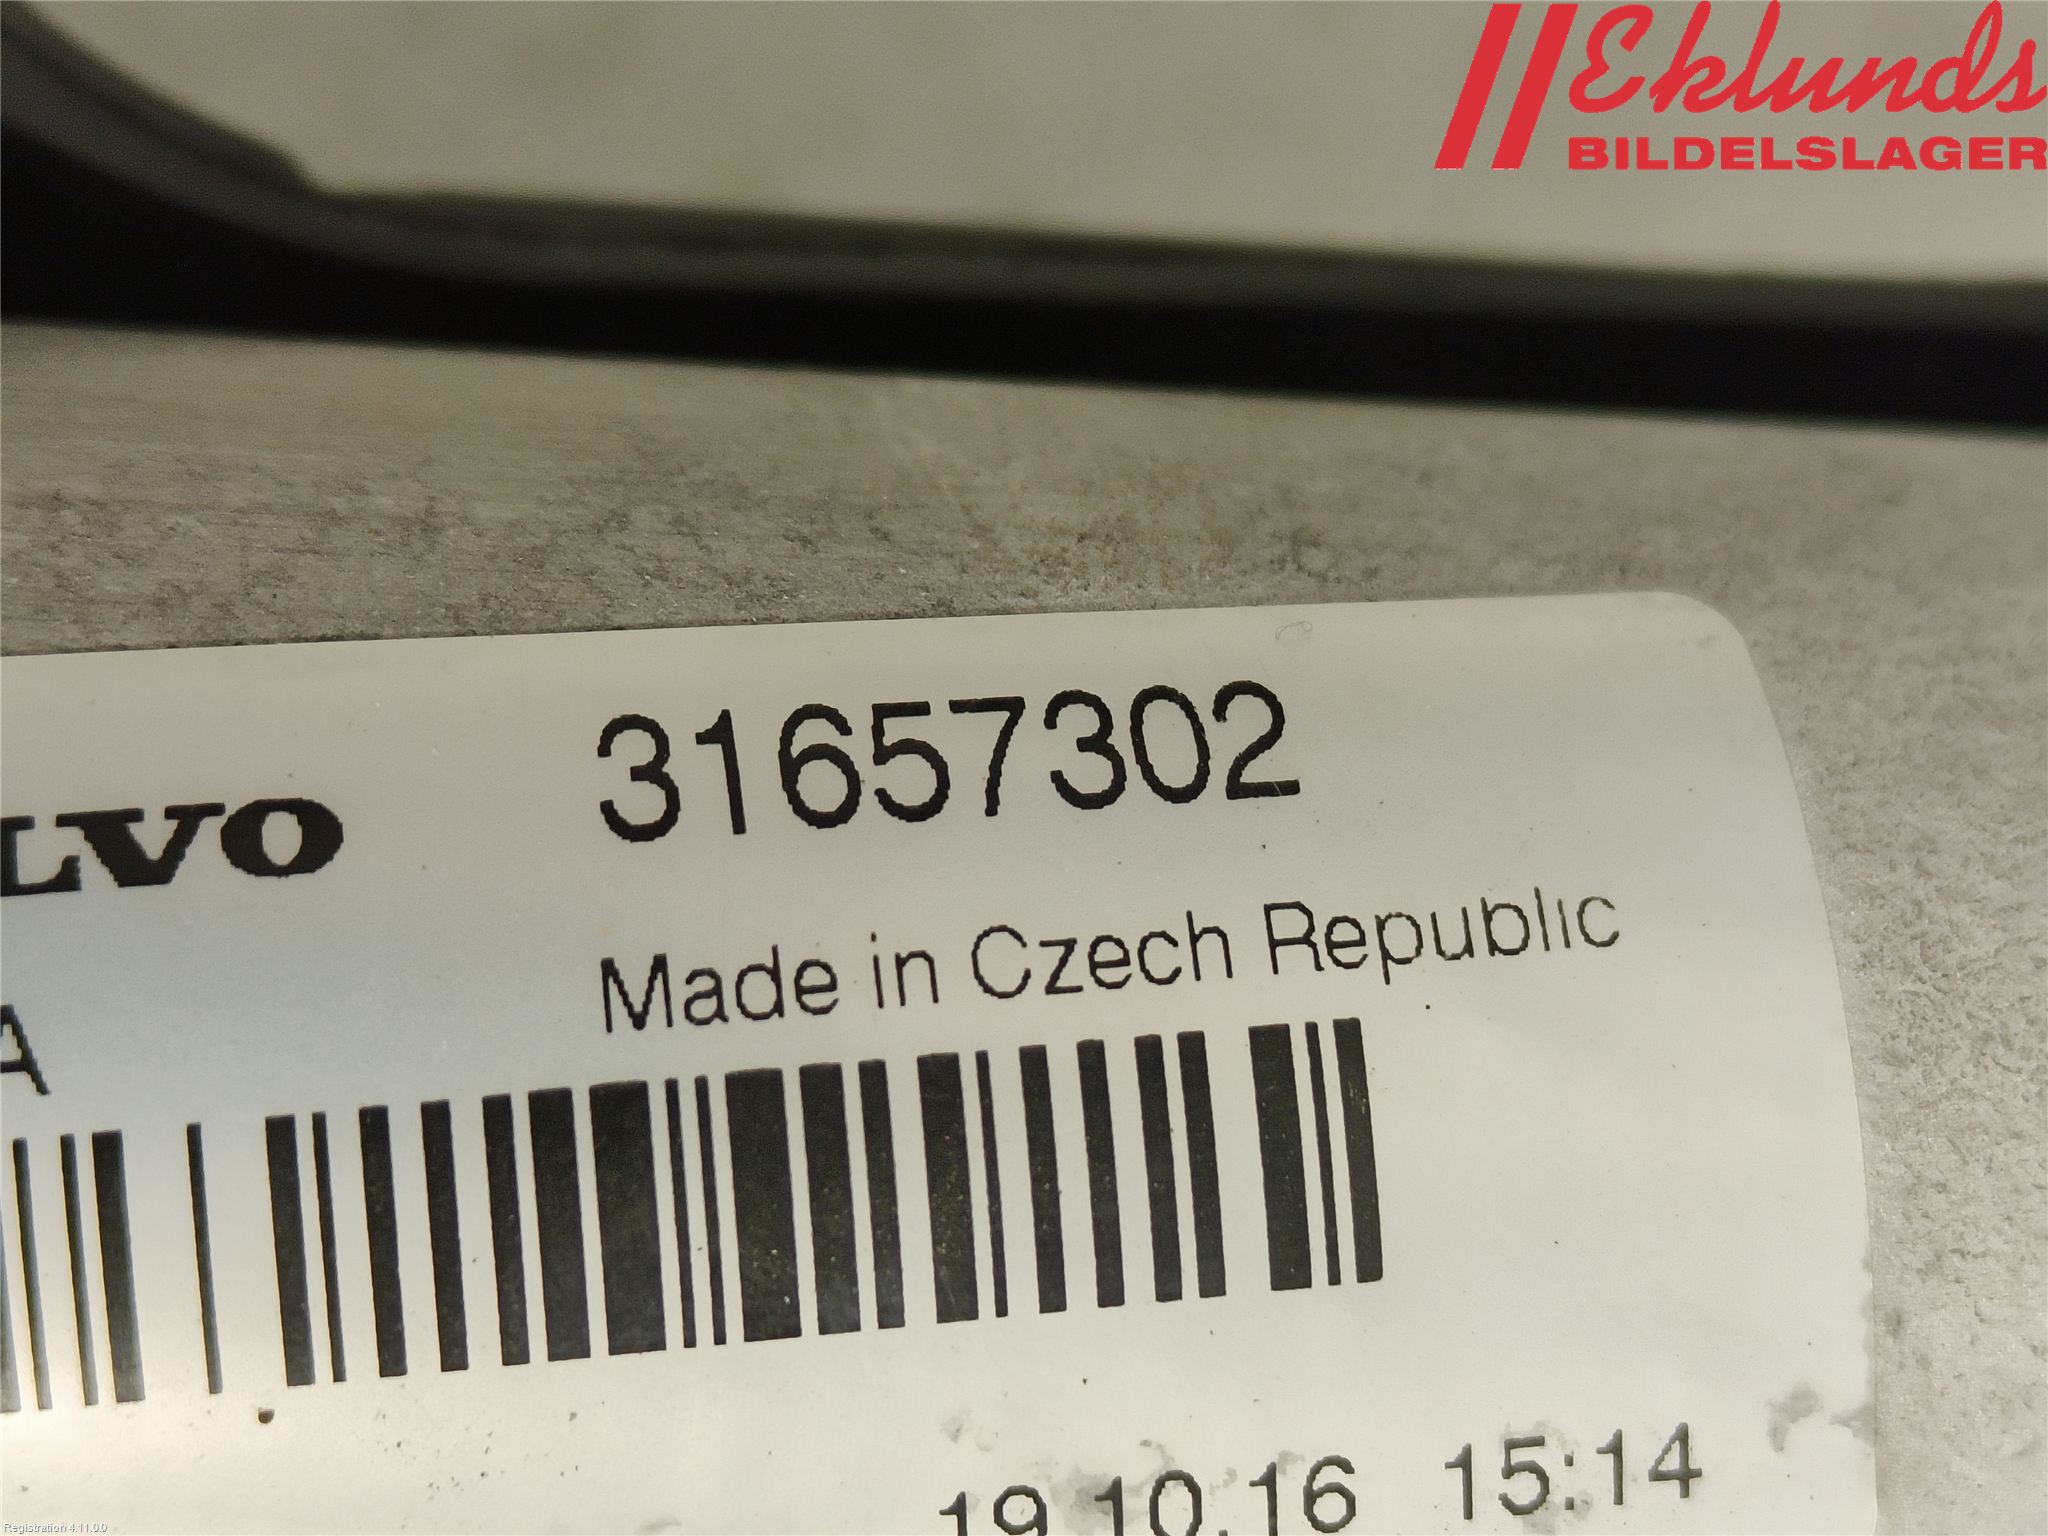 Eklunds
BILDELSLAGER
31657302
LVO
Made in Czech Republic
A
19.10.16 15:14
Registration 4.11.0.0